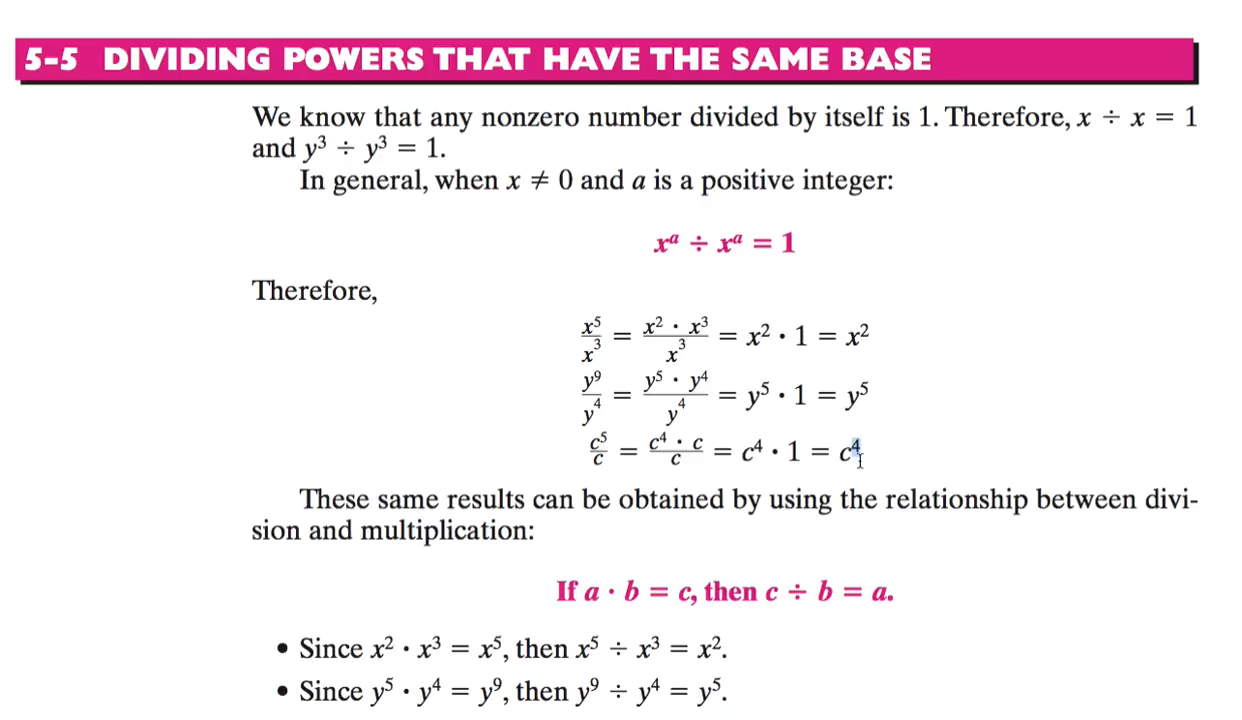 5-5 DIVIDING POWERS THAT HAVE THE SAME BASE
We know that any nonzero number divided by itself is 1. Therefore, x ÷ x = 1
and y³ ÷ y³ = 1.
In general, when x ≠ 0 and a is a positive integer:
xᵃ ÷ xᵃ = 1
Therefore,
x⁵/x³ = x² · x³/x³ = x² · 1 = x²
y⁹/y⁴ = y⁵ · y⁴/y⁴ = y⁵ · 1 = y⁵
c⁵/c = c⁴ · c/c = c⁴ · 1 = c⁴
These same results can be obtained by using the relationship between divi-
sion and multiplication:
If a · b = c, then c ÷ b = a.
• Since x² · x³ = x⁵, then x⁵ ÷ x³ = x².
• Since y⁵ · y⁴ = y⁹, then y⁹ ÷ y⁴ = y⁵.